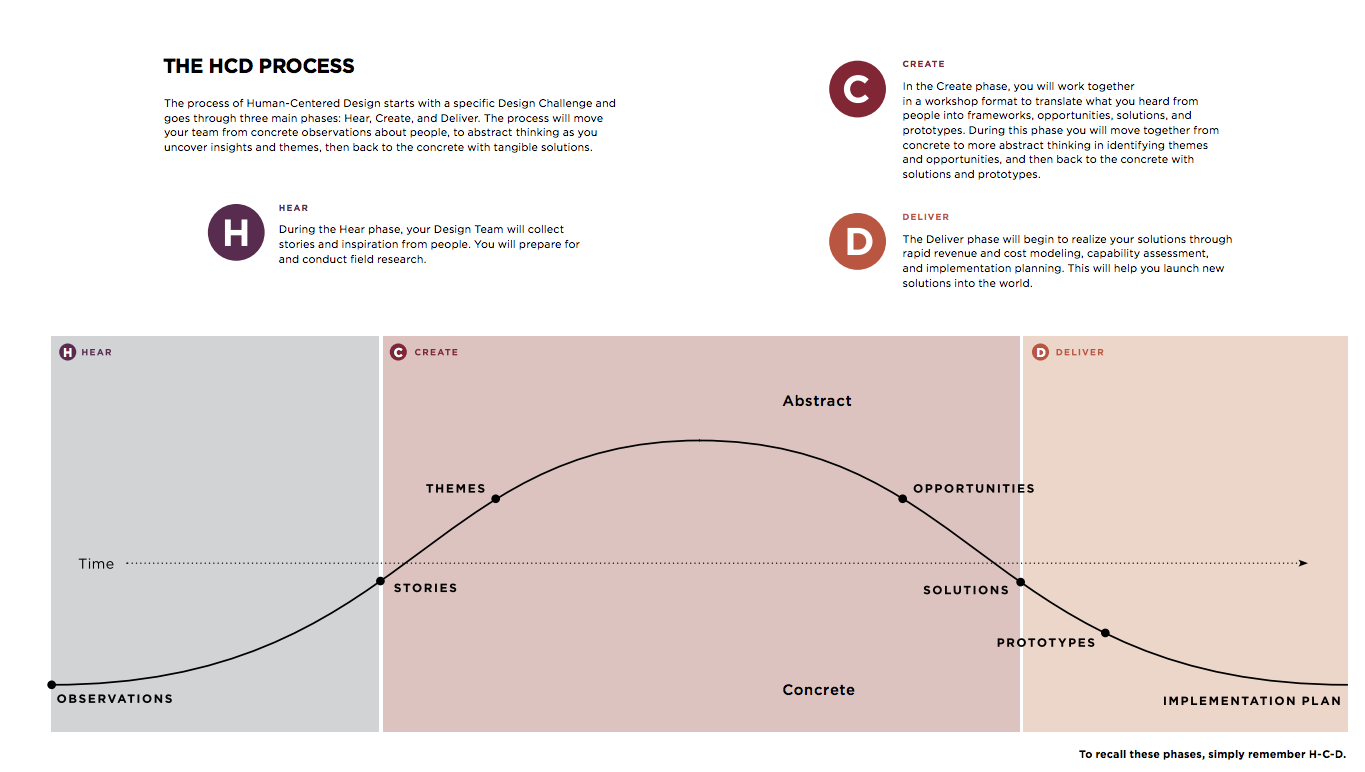 THE HCD PROCESS
The process of Human-Centered Design starts with a specific Design Challenge and
goes through three main phases: Hear, Create, and Deliver. The process will move
your team from concrete observations about people, to abstract thinking as you
uncover insights and themes, then back to the concrete with tangible solutions.
H
HEAR
During the Hear phase, your Design Team will collect
stories and inspiration from people. You will prepare for
and conduct field research.
C
CREATE
In the Create phase, you will work together
in a workshop format to translate what you heard from
people into frameworks, opportunities, solutions, and
prototypes. During this phase you will move together from
concrete to more abstract thinking in identifying themes
and opportunities, and then back to the concrete with
solutions and prototypes.
D
DELIVER
The Deliver phase will begin to realize your solutions through
rapid revenue and cost modeling, capability assessment,
and implementation planning. This will help you launch new
solutions into the world.
H HEAR
C CREATE
D DELIVER
Abstract
THEMES
OPPORTUNITIES
Time
STORIES
SOLUTIONS
PROTOTYPES
Concrete
OBSERVATIONS
IMPLEMENTATION PLAN
To recall these phases, simply remember H-C-D.